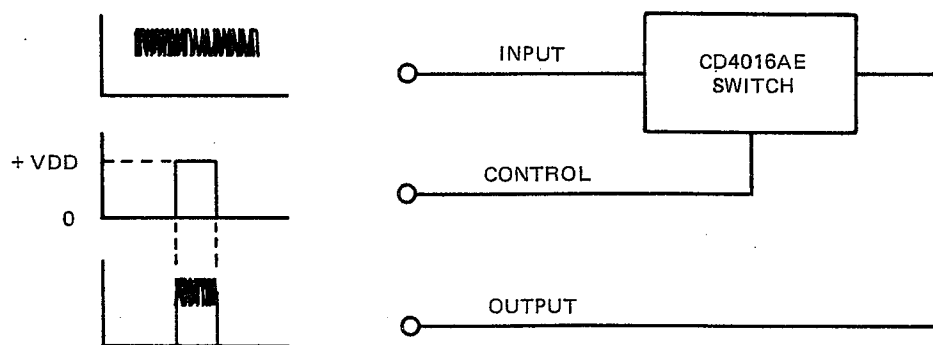 INPUT
CD4016AE
SWITCH
+ VDD
CONTROL
0
OUTPUT